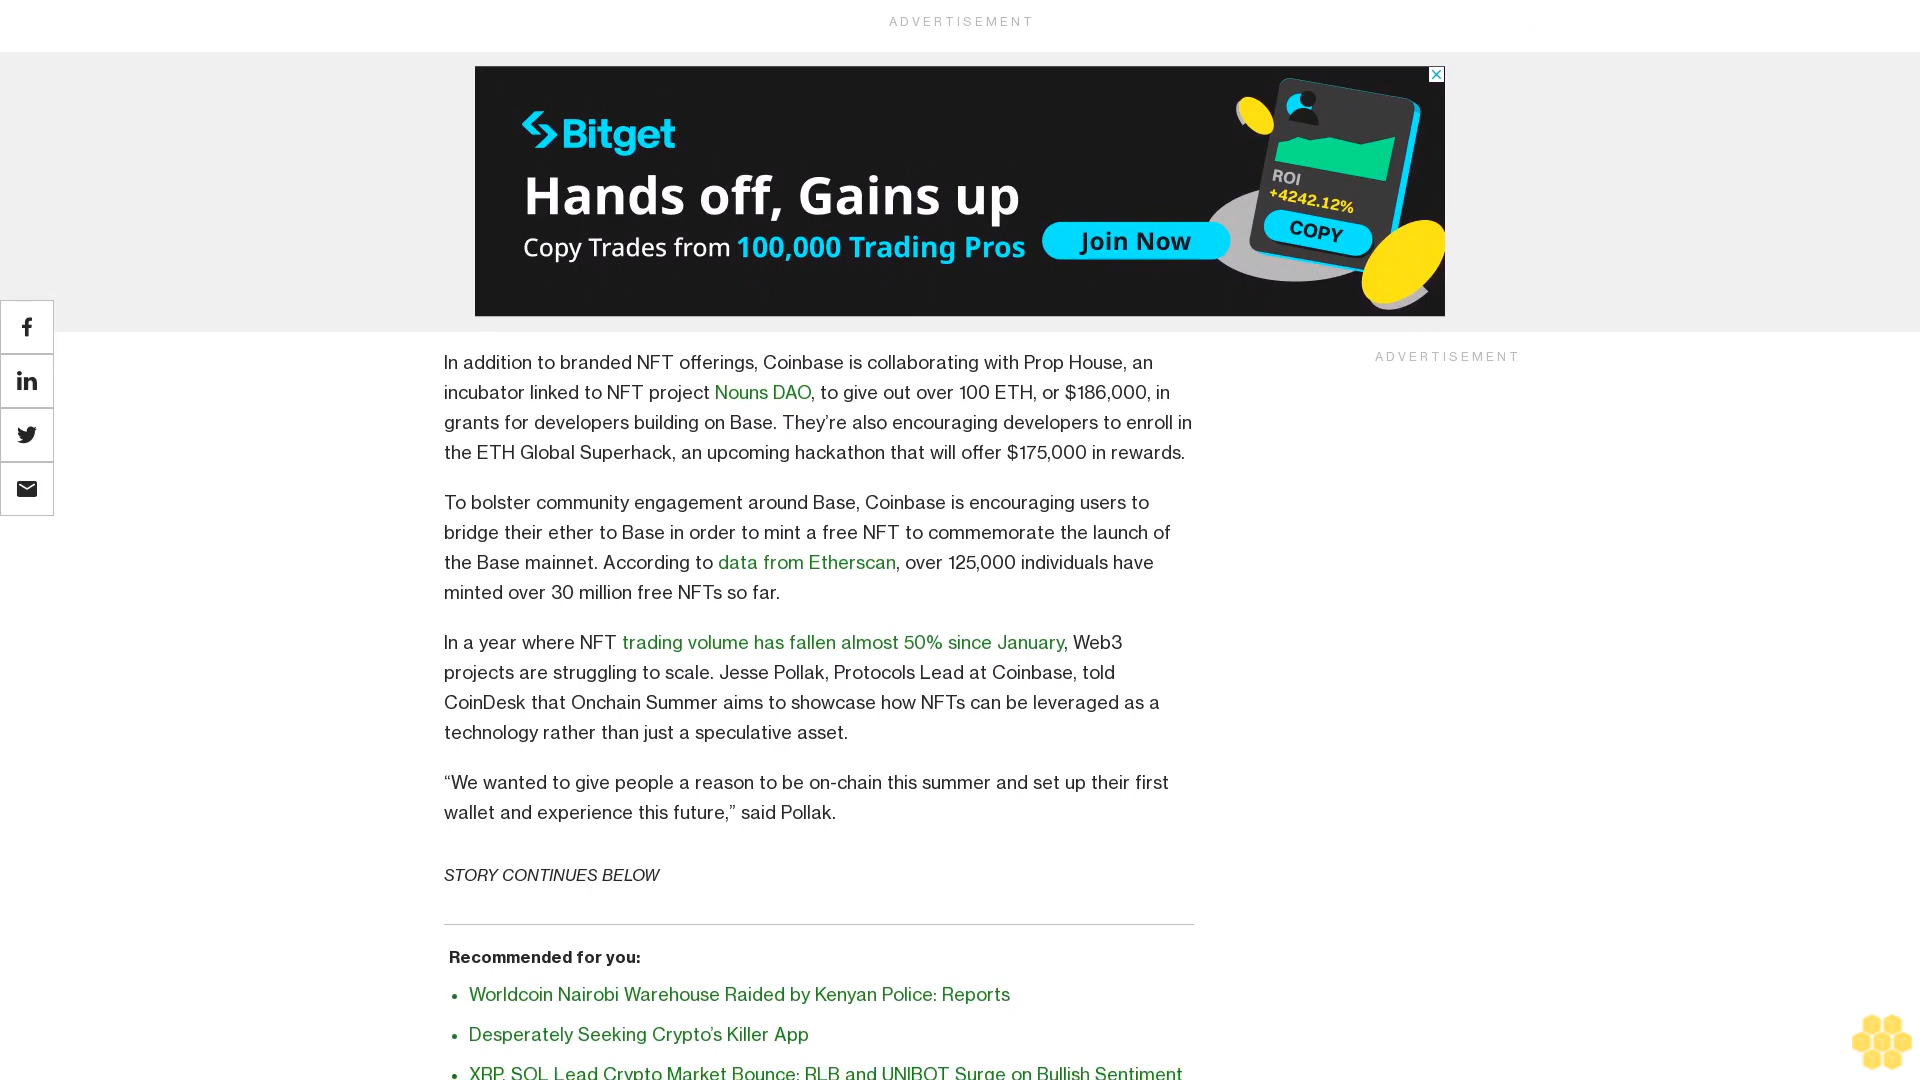 ADVERTISEMENT
Bitget
Hands off, Gains up
Copy Trades from 100,000 Trading Pros
Join Now
ROI
+4242.12%
COPY
ADVERTISEMENT
In addition to branded NFT offerings, Coinbase is collaborating with Prop House, an
incubator linked to NFT project Nouns DAO, to give out over 100 ETH, or $186,000, in
grants for developers building on Base. They’re also encouraging developers to enroll in
the ETH Global Superhack, an upcoming hackathon that will offer $175,000 in rewards.
To bolster community engagement around Base, Coinbase is encouraging users to
bridge their ether to Base in order to mint a free NFT to commemorate the launch of
the Base mainnet. According to data from Etherscan, over 125,000 individuals have
minted over 30 million free NFTs so far.
In a year where NFT trading volume has fallen almost 50% since January, Web3
projects are struggling to scale. Jesse Pollak, Protocols Lead at Coinbase, told
CoinDesk that Onchain Summer aims to showcase how NFTs can be leveraged as a
technology rather than just a speculative asset.
“We wanted to give people a reason to be on-chain this summer and set up their first
wallet and experience this future,” said Pollak.
STORY CONTINUES BELOW
Recommended for you:
• Worldcoin Nairobi Warehouse Raided by Kenyan Police: Reports
• Desperately Seeking Crypto’s Killer App
• XRP, SOL Lead Crypto Market Bounce; RLB and UNIBOT Surge on Bullish Sentiment